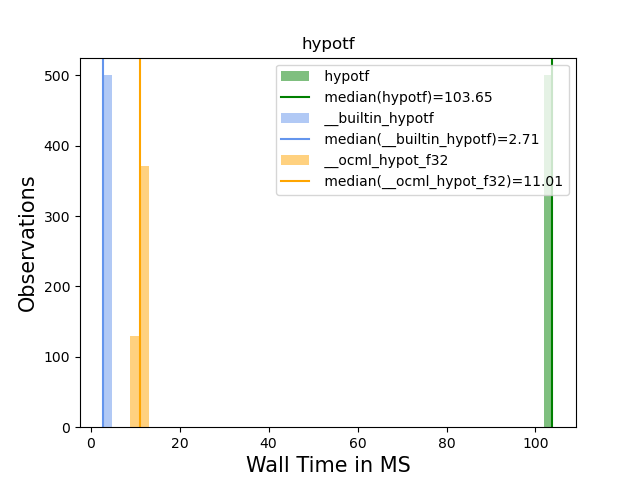 hypotf
500
400
300
200
100
0
Observations
hypotf
median(hypotf)=103.65
__builtin_hypotf
median(__builtin_hypotf)=2.71
__ocml_hypot_f32
median(__ocml_hypot_f32)=11.01
0 20 40 60 80 100
Wall Time in MS